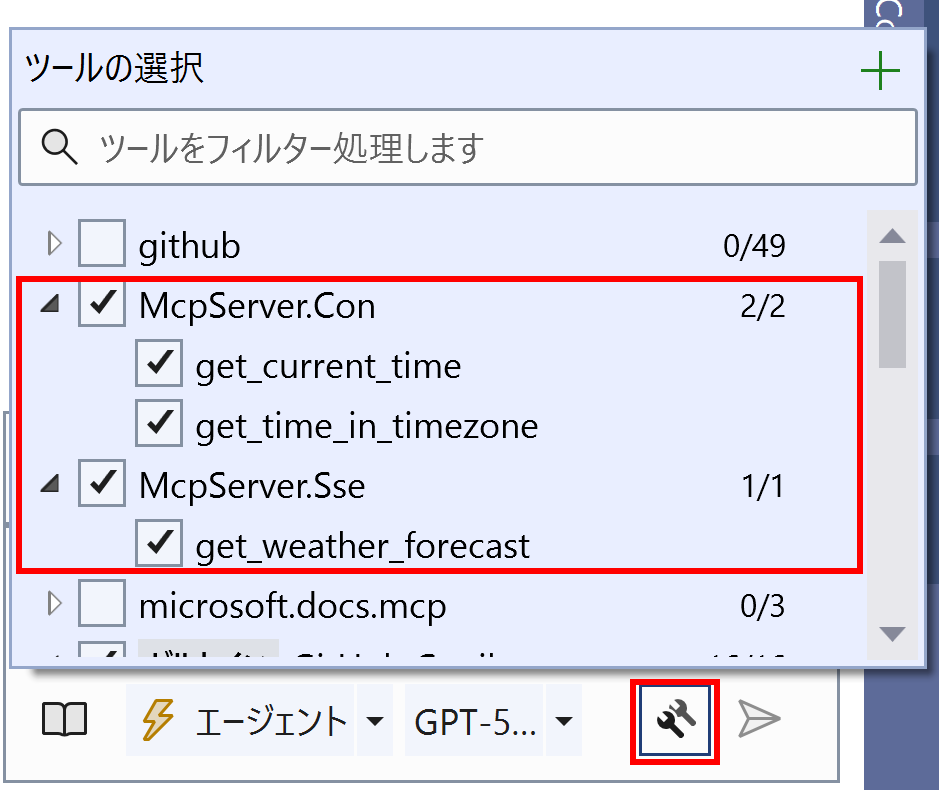 ツールの選択
ツールをフィルター処理します
github 0/49
McpServer.Con 2/2
get_current_time
get_time_in_timezone
McpServer.Sse 1/1
get_weather_forecast
microsoft.docs.mcp 0/3
エージェント GPT-5...